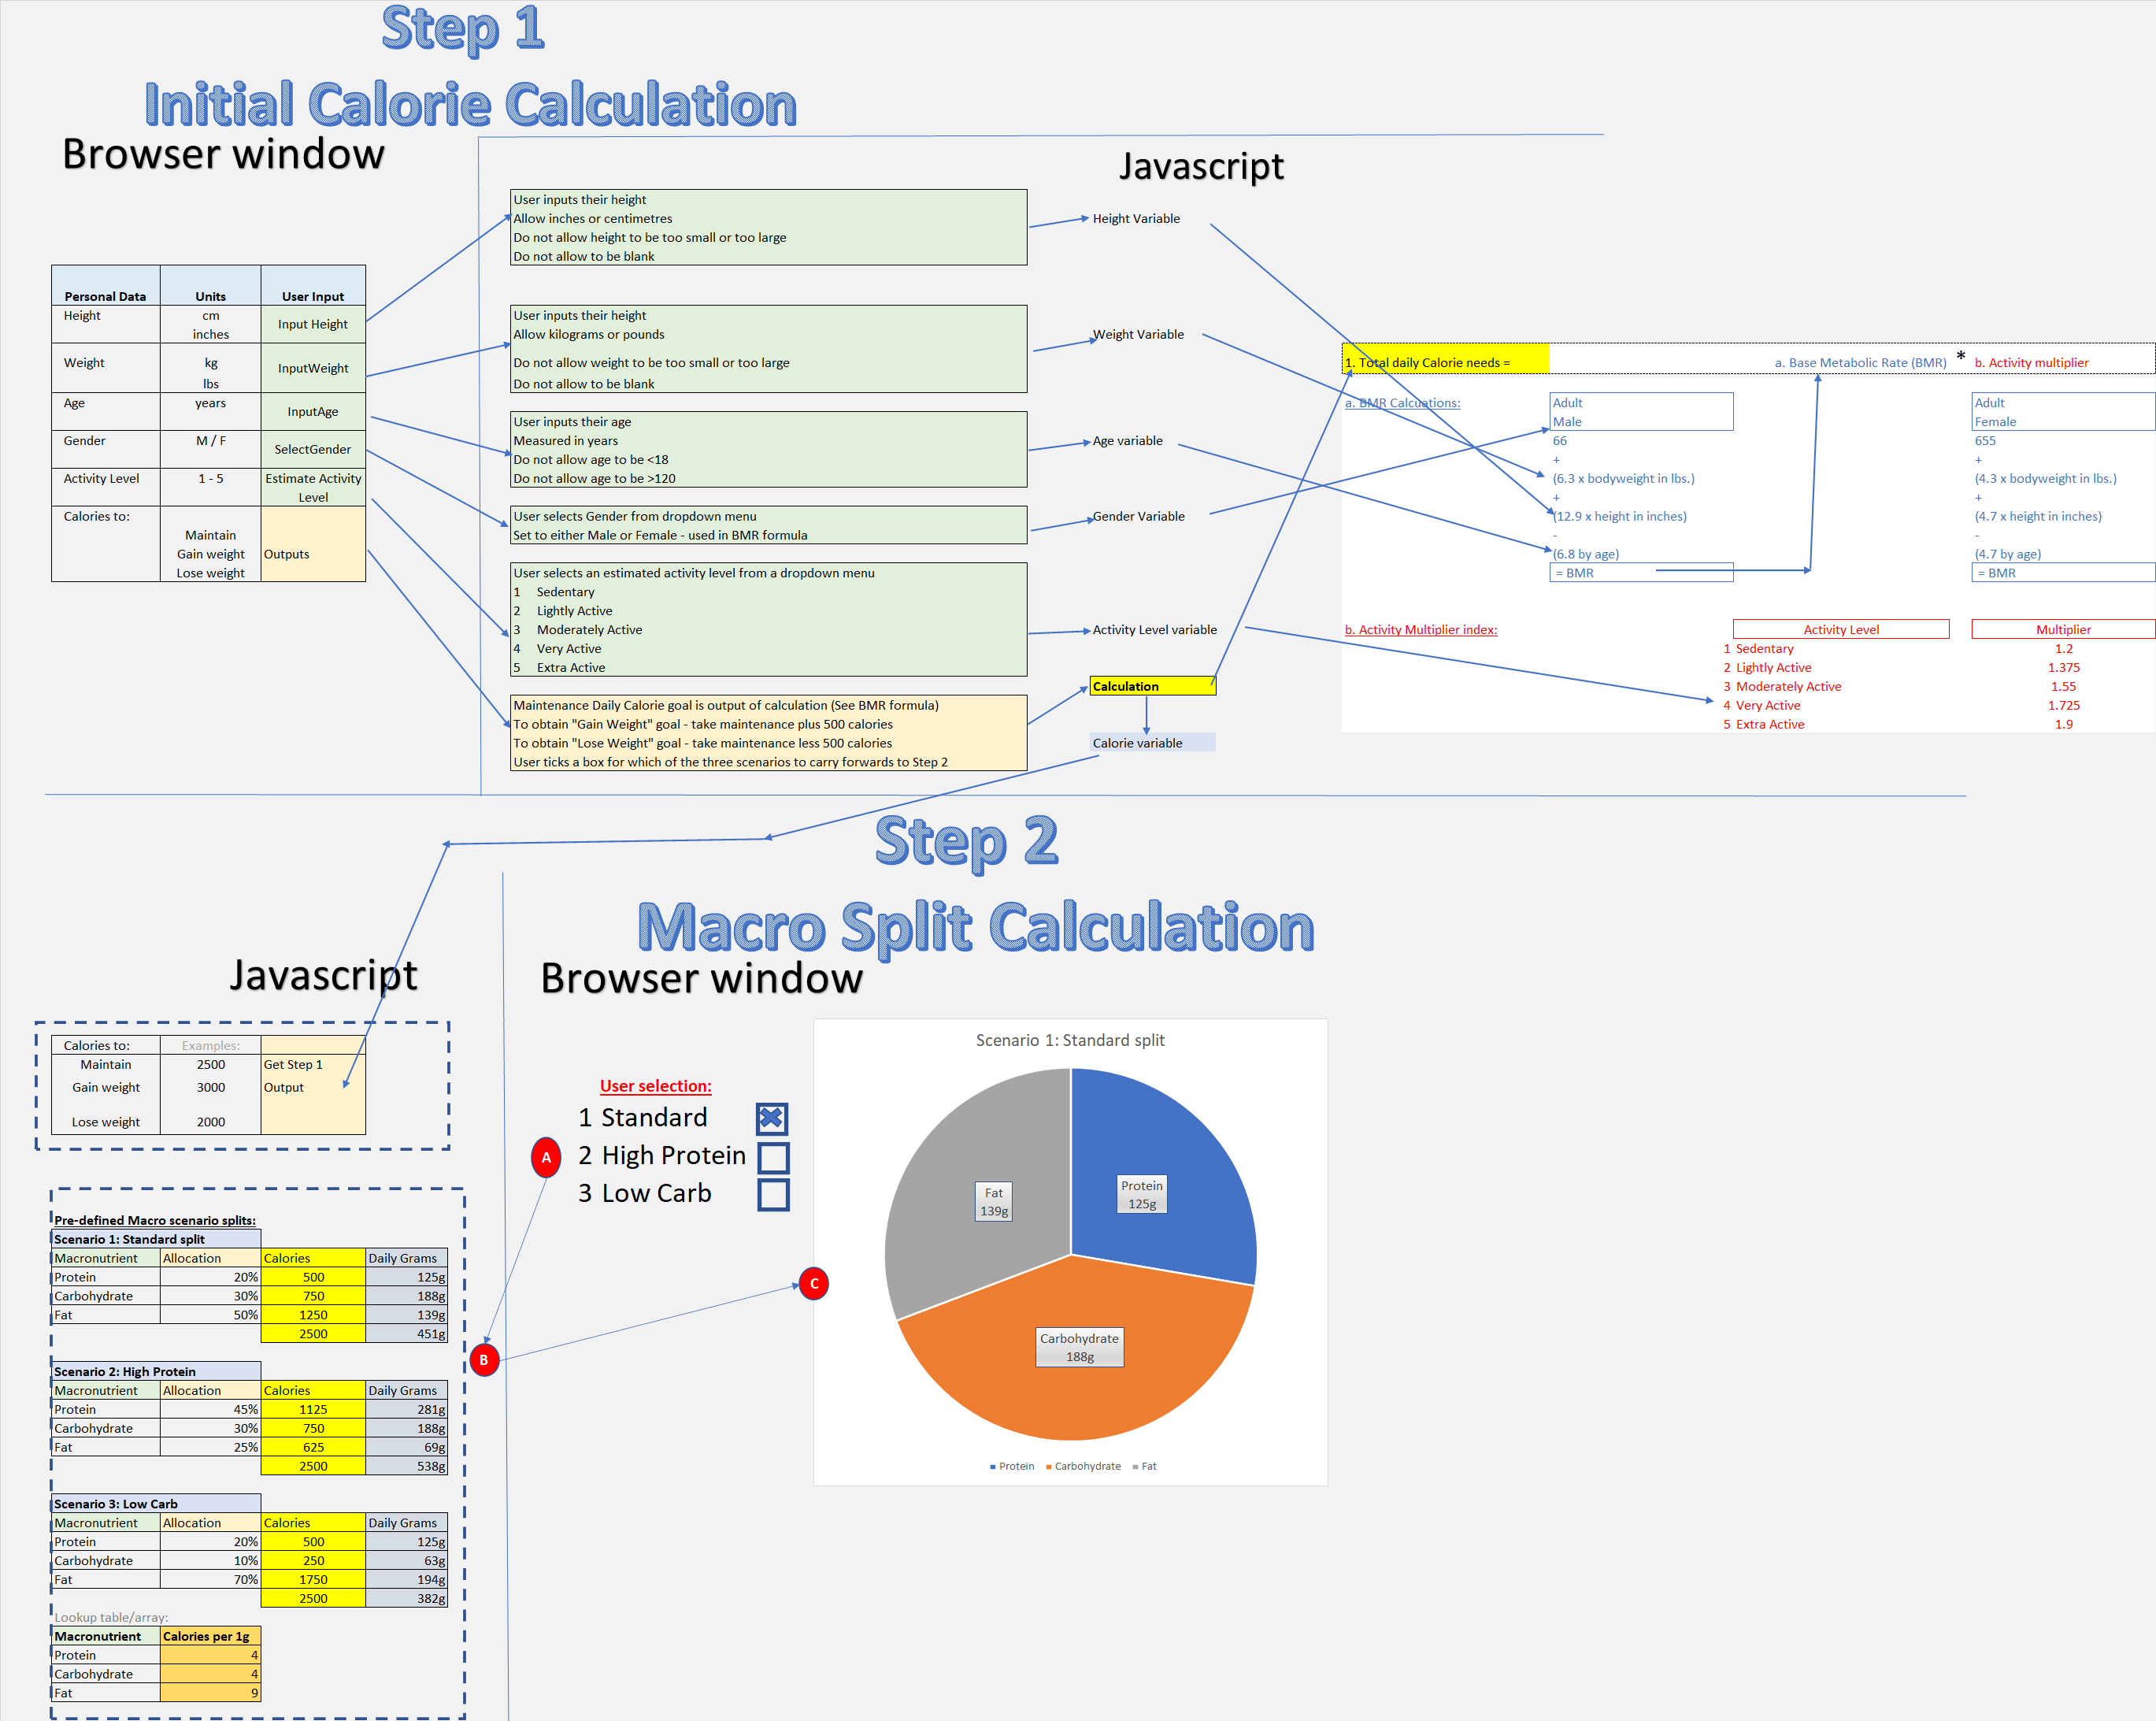 Step 1
Initial Calorie Calculation
Browser window
Javascript
User inputs their height
Allow inches or centimetres
Do not allow height to be too small or too large
Do not allow to be blank
Height Variable
Personal Data Units User Input
Height cm Input Height
inches
Weight kg InputWeight
lbs
Age years InputAge
Gender M / F SelectGender
Activity Level 1 - 5 Estimate Activity
Level
Calories to:
Maintain
Gain weight Outputs
Lose weight
User inputs their height
Allow kilograms or pounds
Do not allow weight to be too small or too large
Do not allow to be blank
Weight Variable
User inputs their age
Measured in years
Do not allow age to be <18
Do not allow age to be >120
Age variable
User selects Gender from dropdown menu
Set to either Male or Female - used in BMR formula
Gender Variable
User selects an estimated activity level from a dropdown menu
1 Sedentary
2 Lightly Active
3 Moderately Active
4 Very Active
5 Extra Active
Activity Level variable
Maintenance Daily Calorie goal is output of calculation (See BMR formula)
To obtain "Gain Weight" goal - take maintenance plus 500 calories
To obtain "Lose Weight" goal - take maintenance less 500 calories
User ticks a box for which of the three scenarios to carry forwards to Step 2
Calculation
Calorie variable
1. Total daily Calorie needs = a. Base Metabolic Rate (BMR) * b. Activity multiplier
a. BMR Calcuations:
Adult
Male
66
+
(6.3 x bodyweight in lbs.)
+
(12.9 x height in inches)
-
(6.8 by age)
= BMR
Adult
Female
655
+
(4.3 x bodyweight in lbs.)
+
(4.7 x height in inches)
-
(4.7 by age)
= BMR
b. Activity Multiplier index: Activity Level Multiplier
1 Sedentary 1.2
2 Lightly Active 1.375
3 Moderately Active 1.55
4 Very Active 1.725
5 Extra Active 1.9
Step 2
Macro Split Calculation
Javascript
Browser window
Calories to: Examples:
Maintain 2500 Get Step 1
Gain weight 3000 Output
Lose weight 2000
Pre-defined Macro scenario splits:
Scenario 1: Standard split
Macronutrient Allocation Calories Daily Grams
Protein 20% 500 125g
Carbohydrate 30% 750 188g
Fat 50% 1250 139g
2500 451g
Scenario 2: High Protein
Macronutrient Allocation Calories Daily Grams
Protein 45% 1125 281g
Carbohydrate 30% 750 188g
Fat 25% 625 69g
2500 538g
Scenario 3: Low Carb
Macronutrient Allocation Calories Daily Grams
Protein 20% 500 125g
Carbohydrate 10% 250 63g
Fat 70% 1750 194g
2500 382g
Lookup table/array:
Macronutrient Calories per 1g
Protein 4
Carbohydrate 4
Fat 9
User selection:
1 Standard
2 High Protein
3 Low Carb
A
B
C
Scenario 1: Standard split
Fat
139g
Protein
125g
Carbohydrate
188g
Protein Carbohydrate Fat